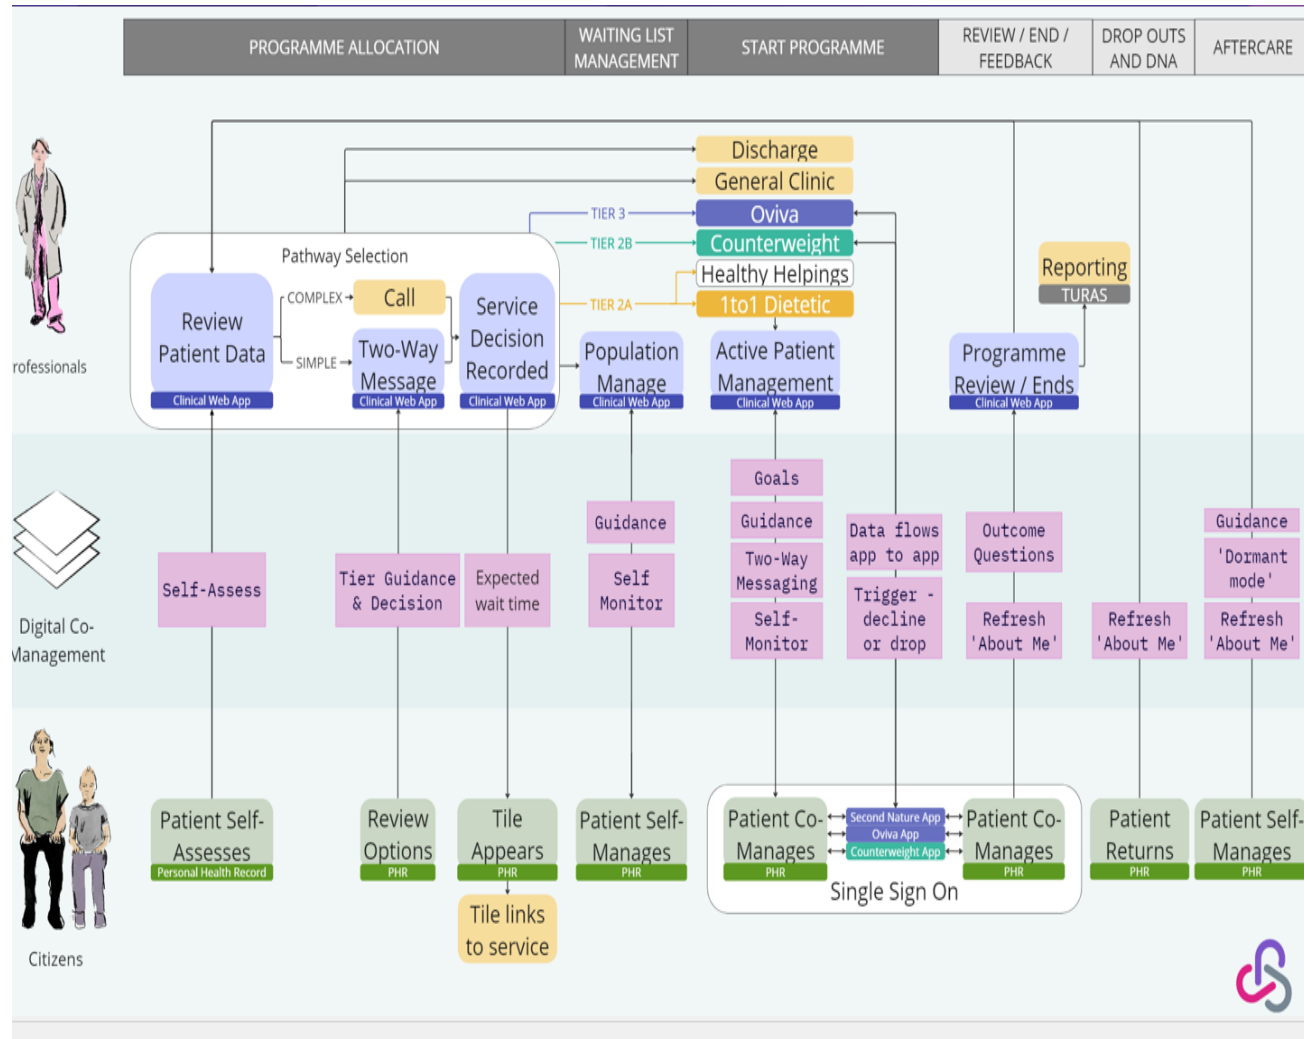 PROGRAMME ALLOCATION
WAITING LIST
MANAGEMENT
START PROGRAMME
REVIEW / END /
FEEDBACK
DROP OUTS
AND DNA
AFTERCARE
Discharge
General Clinic
TIER 3
Oviva
TIER 2B
Counterweight
Healthy Helpings
TIER 2A
1to1 Dietetic
Pathway Selection
Review
Patient Data
Clinical Web App
COMPLEX
Call
SIMPLE
Two-Way
Message
Clinical Web App
Service
Decision
Recorded
Clinical Web App
Population
Manage
Clinical Web App
Active Patient
Management
Clinical Web App
Programme
Review / Ends
Clinical Web App
Reporting
TURAS
rofessionals
Digital Co-
Management
Self-Assess
Tier Guidance
& Decision
Expected
wait time
Guidance
Self
Monitor
Goals
Guidance
Two-Way
Messaging
Self-
Monitor
Data flows
app to app
Trigger -
decline
or drop
Outcome
Questions
Refresh
'About Me'
Refresh
'About Me'
Guidance
'Dormant
mode'
Refresh
'About Me'
Citizens
Patient Self-
Assesses
Personal Health Record
Review
Options
PHR
Tile
Appears
PHR
Tile links
to service
Patient Self-
Manages
PHR
Patient Co-
Manages
PHR
Second Nature App
Oviva App
Counterweight App
Patient Co-
Manages
PHR
Single Sign On
Patient
Returns
PHR
Patient Self-
Manages
PHR